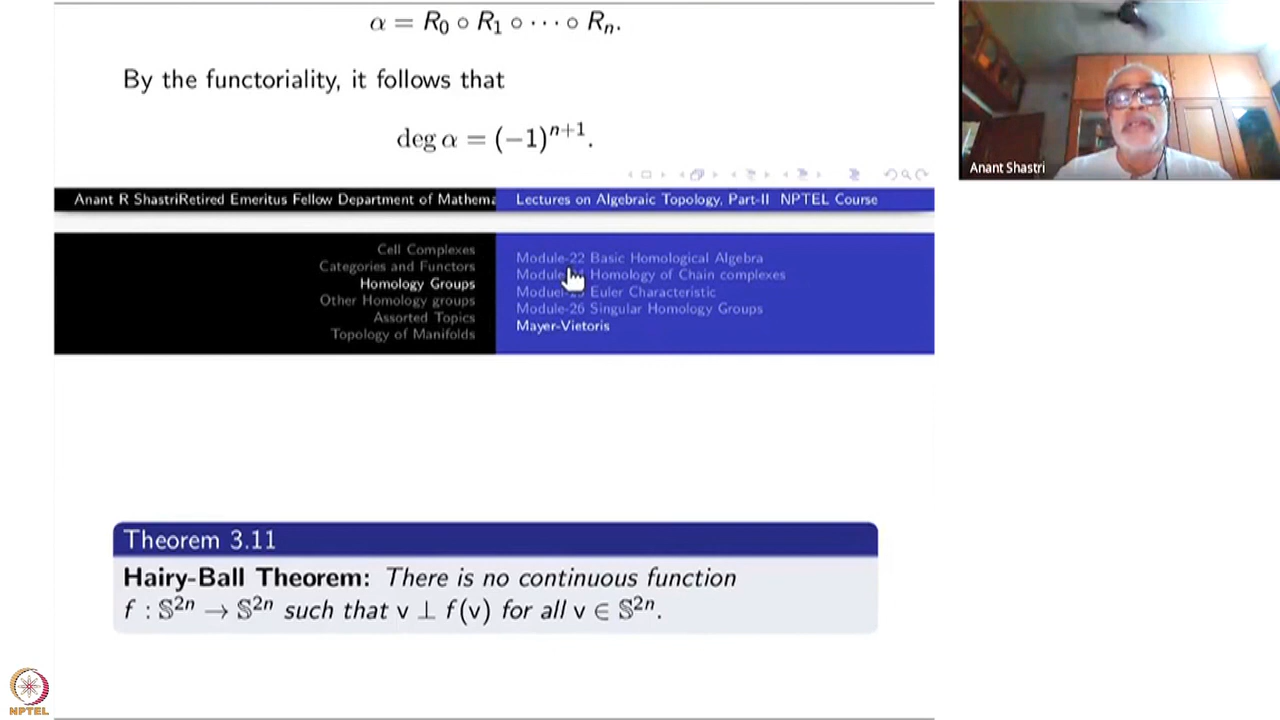 α = R₀ ∘ R₁ ∘ ⋯ ∘ Rₙ.
By the functoriality, it follows that
deg α = (−1)ⁿ⁺¹.
Anant Shastri
Anant R ShastriRetired Emeritus Fellow Department of Mathema
Lectures on Algebraic Topology, Part-II NPTEL Course
Cell Complexes
Categories and Functors
Homology Groups
Other Homology groups
Assorted Topics
Topology of Manifolds
Module-22 Basic Homological Algebra
Homology of Chain complexes
Euler Characteristic
Module-26 Singular Homology Groups
Mayer-Vietoris
Theorem 3.11
Hairy-Ball Theorem: There is no continuous function
f : 𝕊²ⁿ → 𝕊²ⁿ such that v ⊥ f(v) for all v ∈ 𝕊²ⁿ.
NPTEL